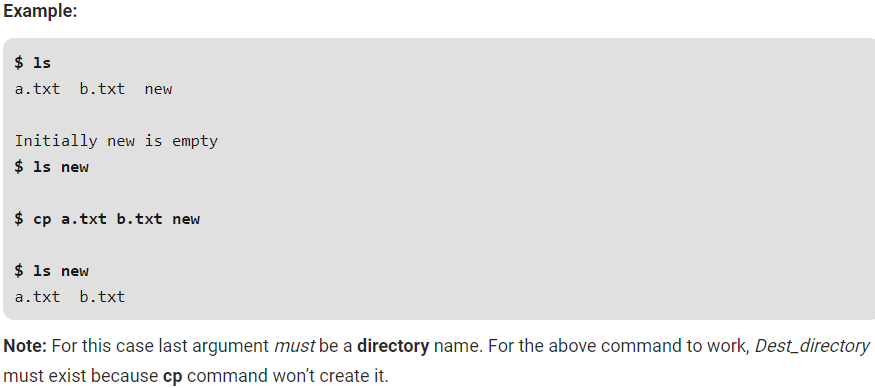 Example:
$ ls
a.txt  b.txt  new
Initially new is empty
$ ls new
$ cp a.txt b.txt new
$ ls new
a.txt  b.txt
Note: For this case last argument must be a directory name. For the above command to work, Dest_directory
must exist because cp command won’t create it.